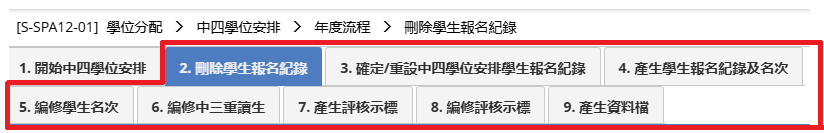 [S-SPA12-01] 學位分配 > 中四學位安排 > 年度流程 > 刪除學生報名紀錄
1. 開始中四學位安排 2. 刪除學生報名紀錄 3. 確定/重設中四學位安排學生報名紀錄 4. 產生學生報名紀錄及名次
5. 編修學生名次 6. 編修中三重讀生 7. 產生評核示標 8. 編修評核示標 9. 產生資料檔